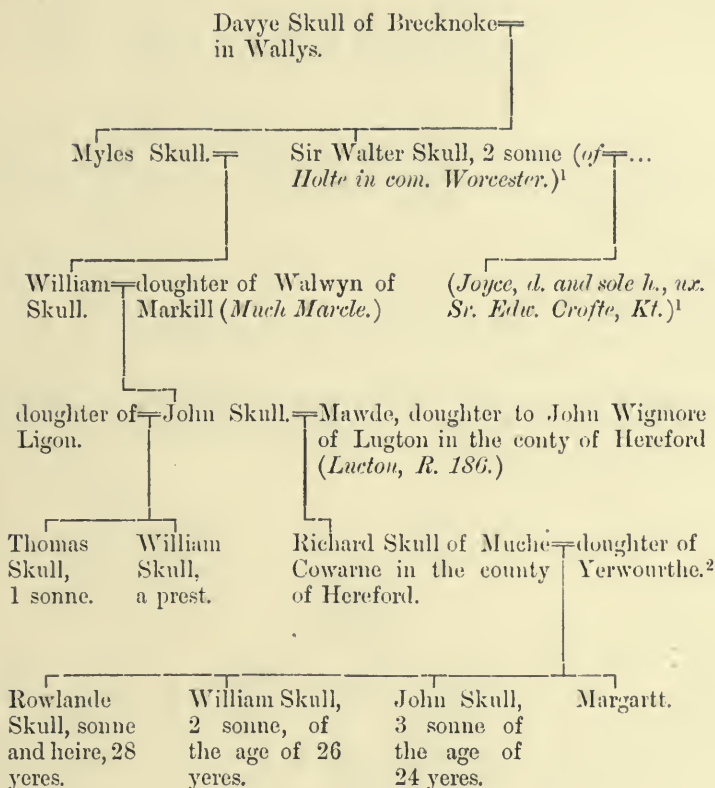 Davye Skull of Brecknoke
in Wallys.
Myles Skull.
Sir Walter Skull, 2 sonne (of ...
Holte in com. Worcester.)¹
William
Skull.
doughter of Walwyn of
Markill (Much Marcle.)
(Joyce, d. and sole h., ux.
Sr. Edw. Crofte, Kt.)¹
doughter of
Ligon.
John Skull.
Mawde, doughter to John Wigmore
of Lugton in the conty of Hereford
(Lucton, R. 186.)
Thomas
Skull,
1 sonne.
William
Skull,
a prest.
Richard Skull of Muche
Cowarne in the county
of Hereford.
doughter of
Yerwourthe.²
Rowlande
Skull, sonne
and heire, 28
yeres.
William Skull,
2 sonne, of
the age of 26
yeres.
John Skull,
3 sonne of
the age of
24 yeres.
Margartt.